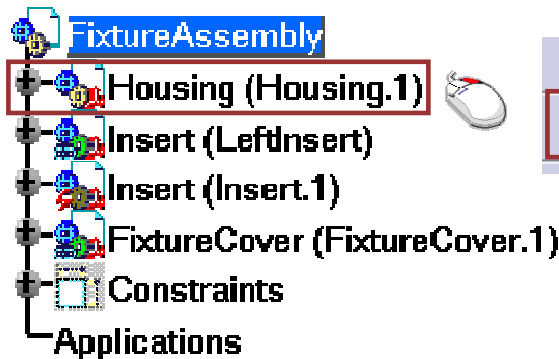 FixtureAssembly
Housing (Housing.1)
Insert (LeftInsert)
Insert (Insert.1)
FixtureCover (FixtureCover.1)
Constraints
Applications